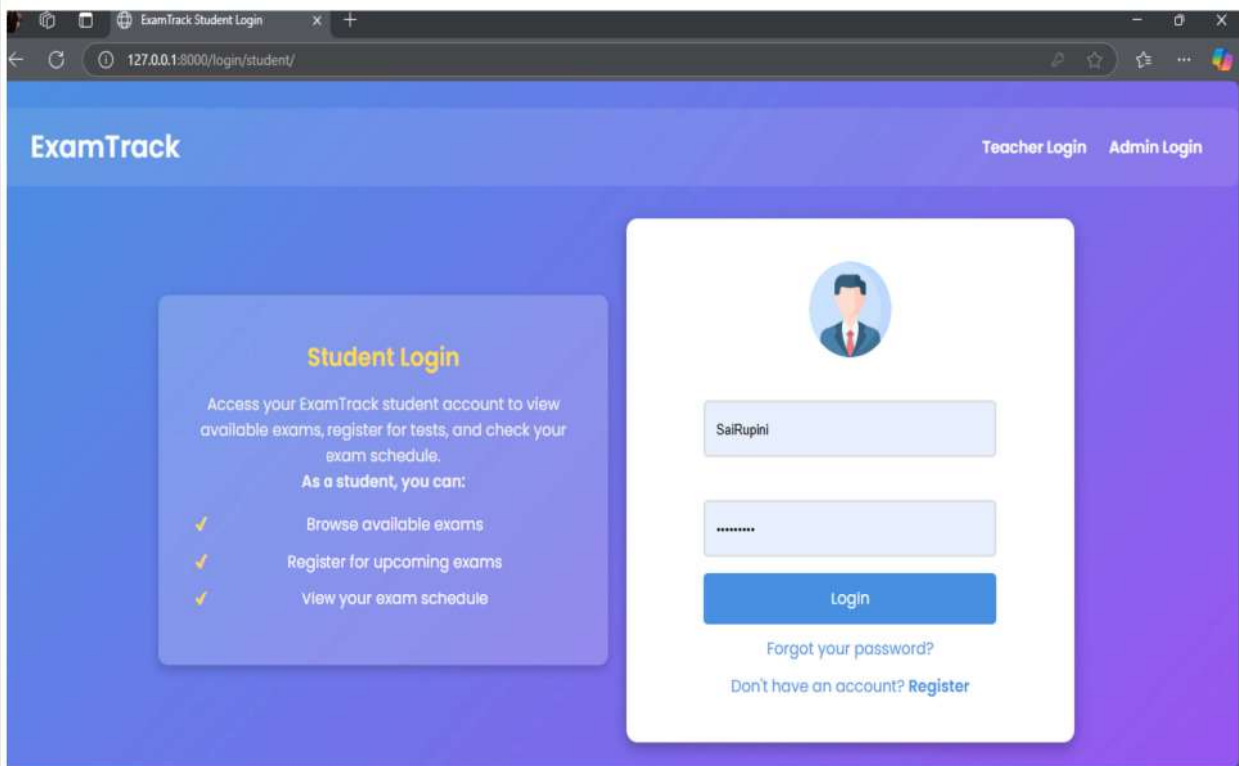 ExamTrack Student Login
127.0.0.1:8000/login/student/
ExamTrack
Teacher Login Admin Login
Student Login
Access your ExamTrack student account to view
available exams, register for tests, and check your
exam schedule.
As a student, you can:
✓ Browse available exams
✓ Register for upcoming exams
✓ View your exam schedule
SaiRupini
•••••••••
Login
Forgot your password?
Don't have an account? Register